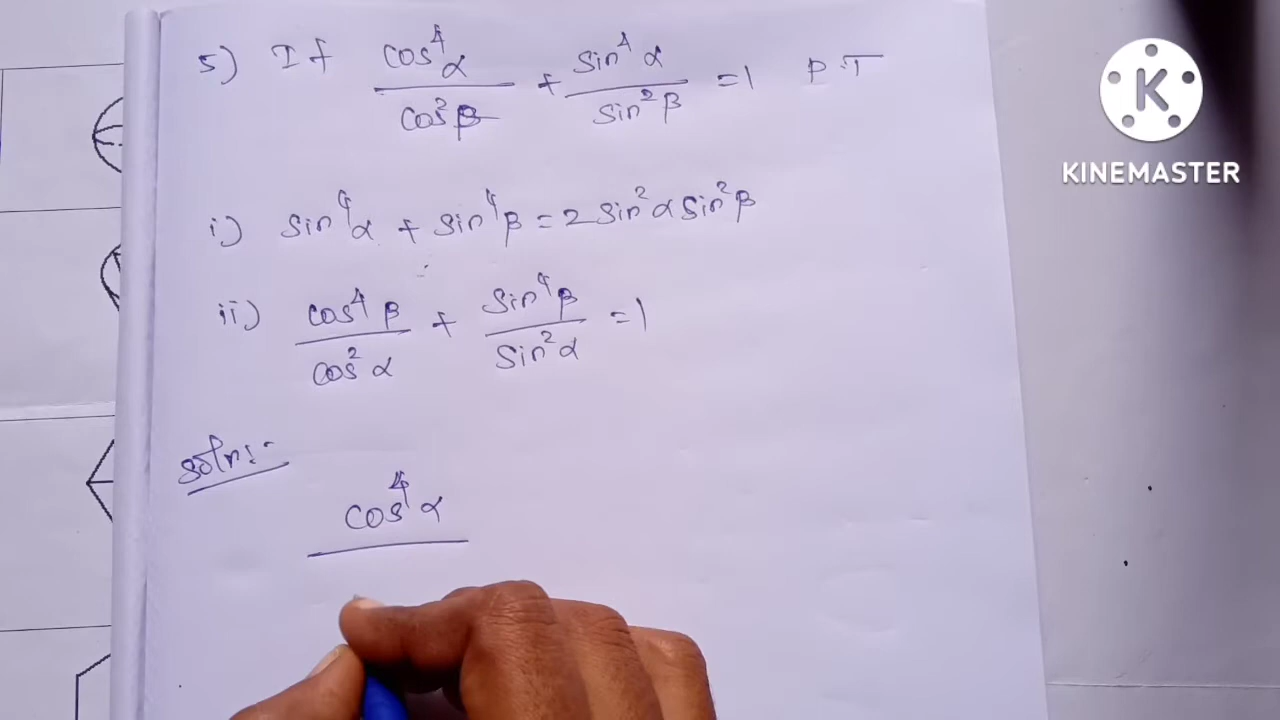 5) If cos⁴α / cos²β + sin⁴α / sin²β = 1 P.T
i) sin⁴α + sin⁴β = 2 sin²α sin²β
ii) cos⁴β / cos²α + sin⁴β / sin²α = 1
Soln:-
cos⁴α
K
KINEMASTER